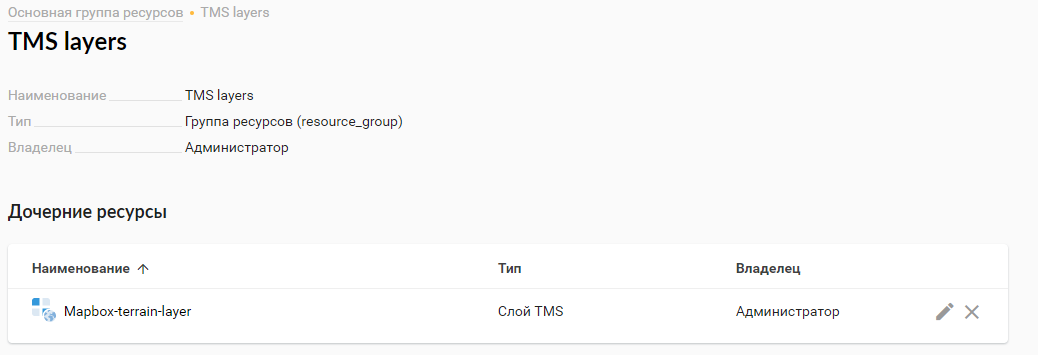 Основная группа ресурсов • TMS layers
TMS layers
Наименование TMS layers
Тип Группа ресурсов (resource_group)
Владелец Администратор
Дочерние ресурсы
Наименование ↑ Тип Владелец
Mapbox-terrain-layer Слой TMS Администратор